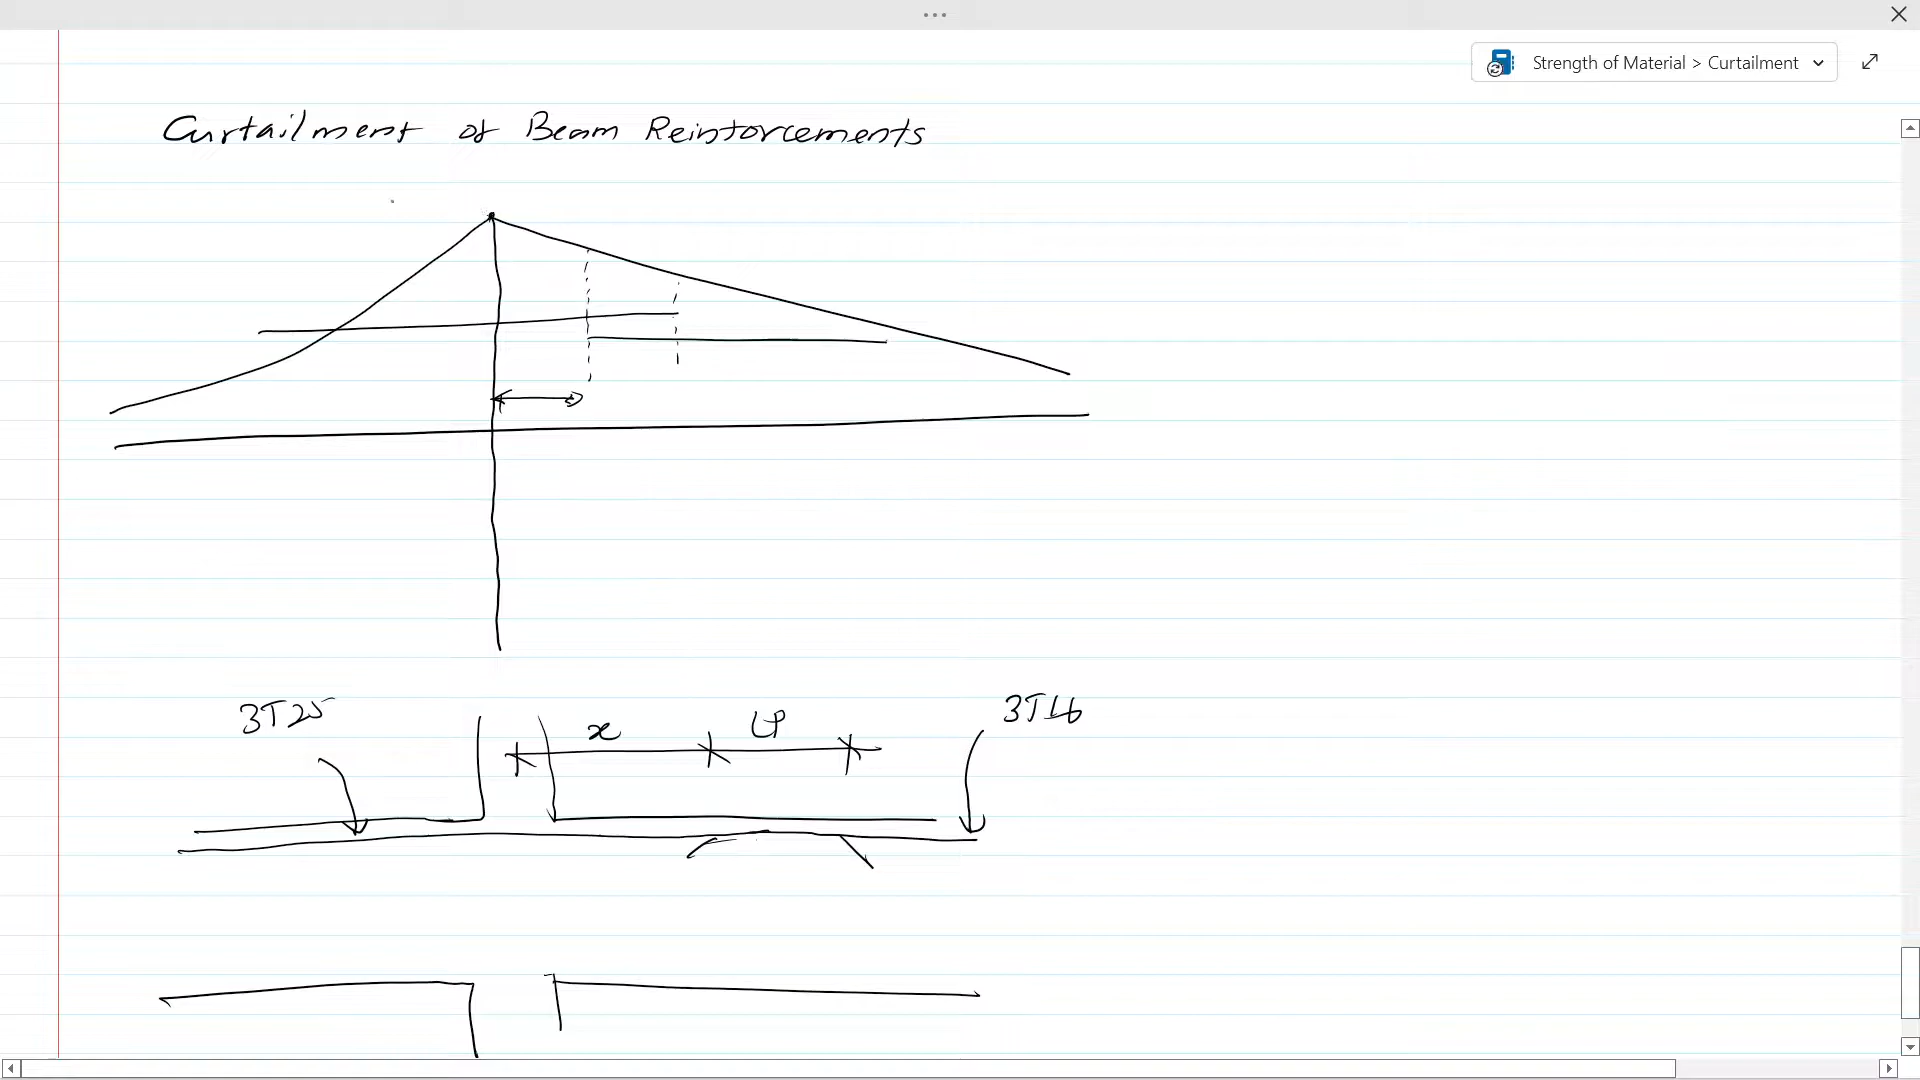 Strength of Material > Curtailment
Curtailment of Beam Reinforcements
3T25
x
LP
3T16